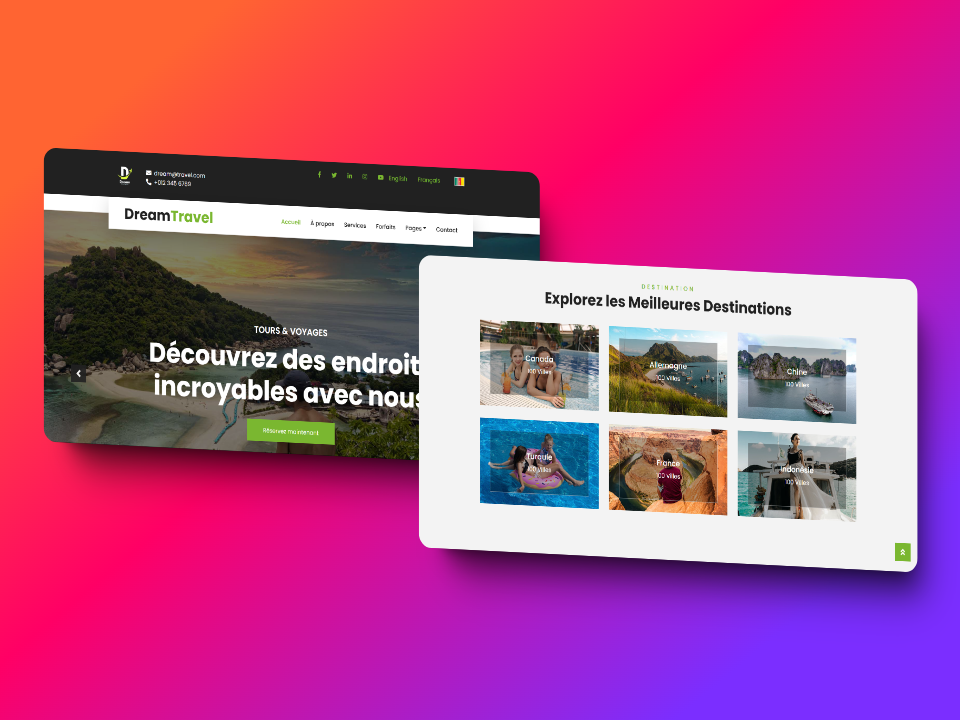 dream@travel.com
+012 345 6789
English
Français
DreamTravel
Accueil
À propos
Services
Forfaits
Pages
Contact
TOURS & VOYAGES
Découvrez des endroit
incroyables avec nous
Réservez maintenant
DESTINATION
Explorez les Meilleures Destinations
Canada
100 Villes
Allemagne
100 Villes
Chine
100 Villes
Turquie
100 Villes
France
100 Villes
Indonésie
100 Villes